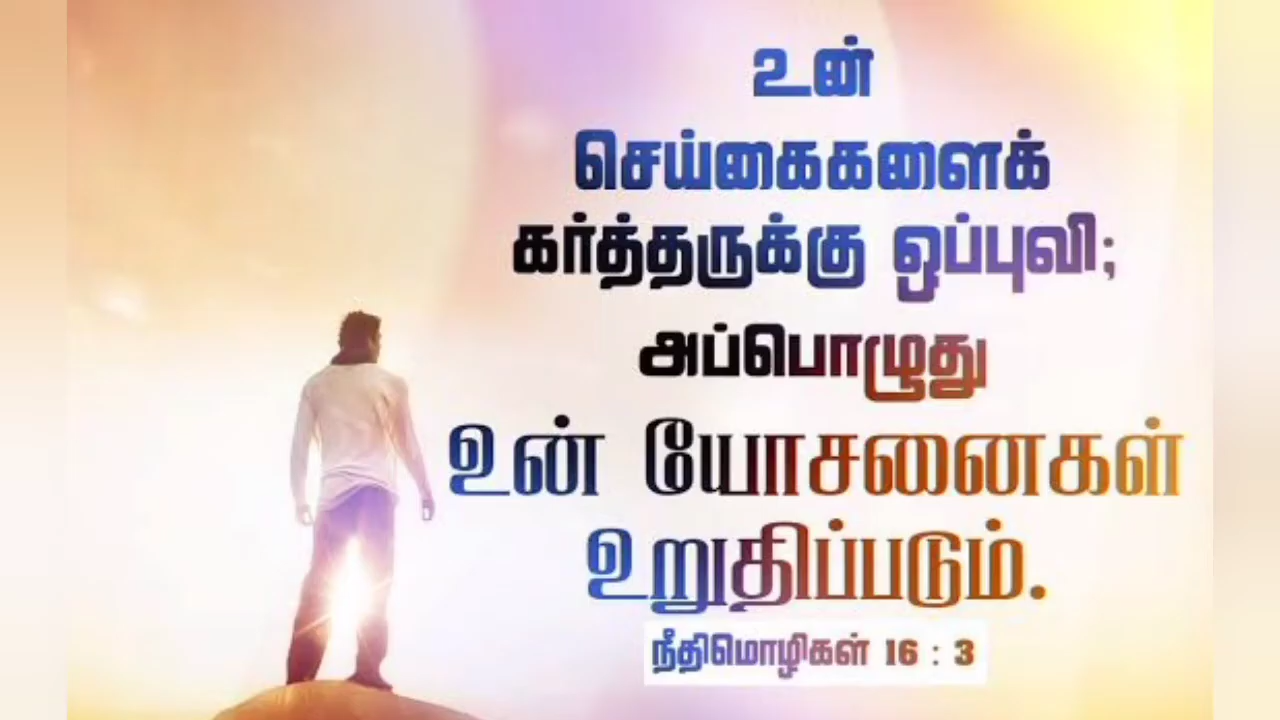 உன்
செய்கைகளைக்
கர்த்தருக்கு ஒப்புவி;
அப்பொழுது
உன் யோசனைகள்
உறுதிப்படும்.
நீதிமொழிகள் 16 : 3